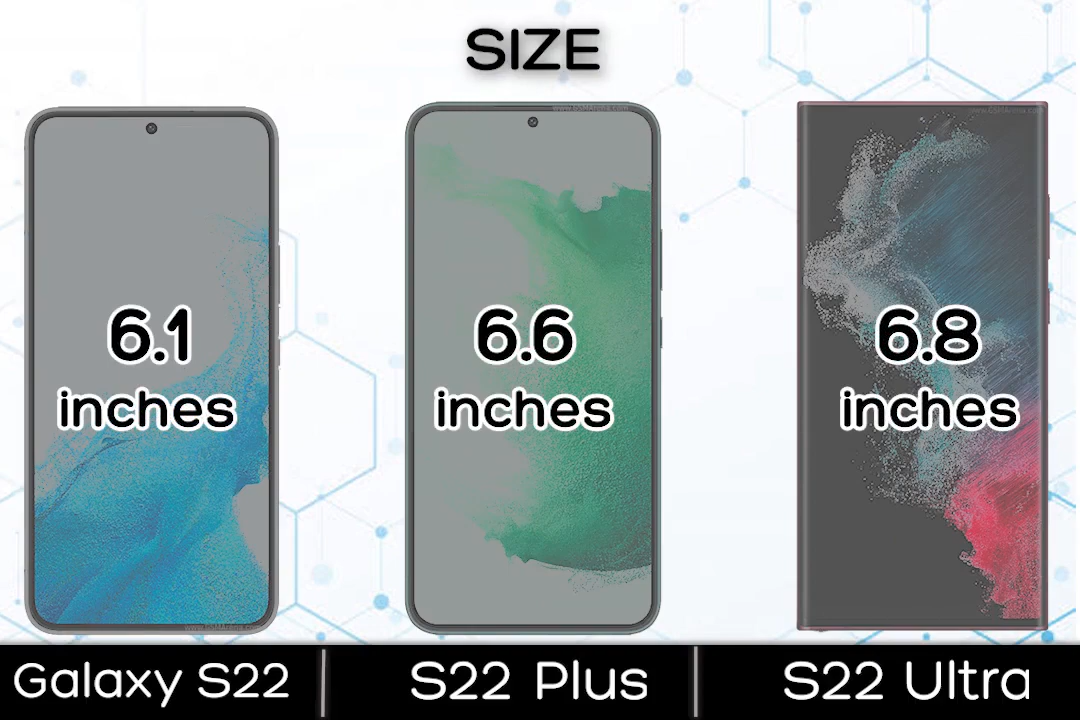 SIZE
6.1
inches
6.6
inches
6.8
inches
Galaxy S22
S22 Plus
S22 Ultra